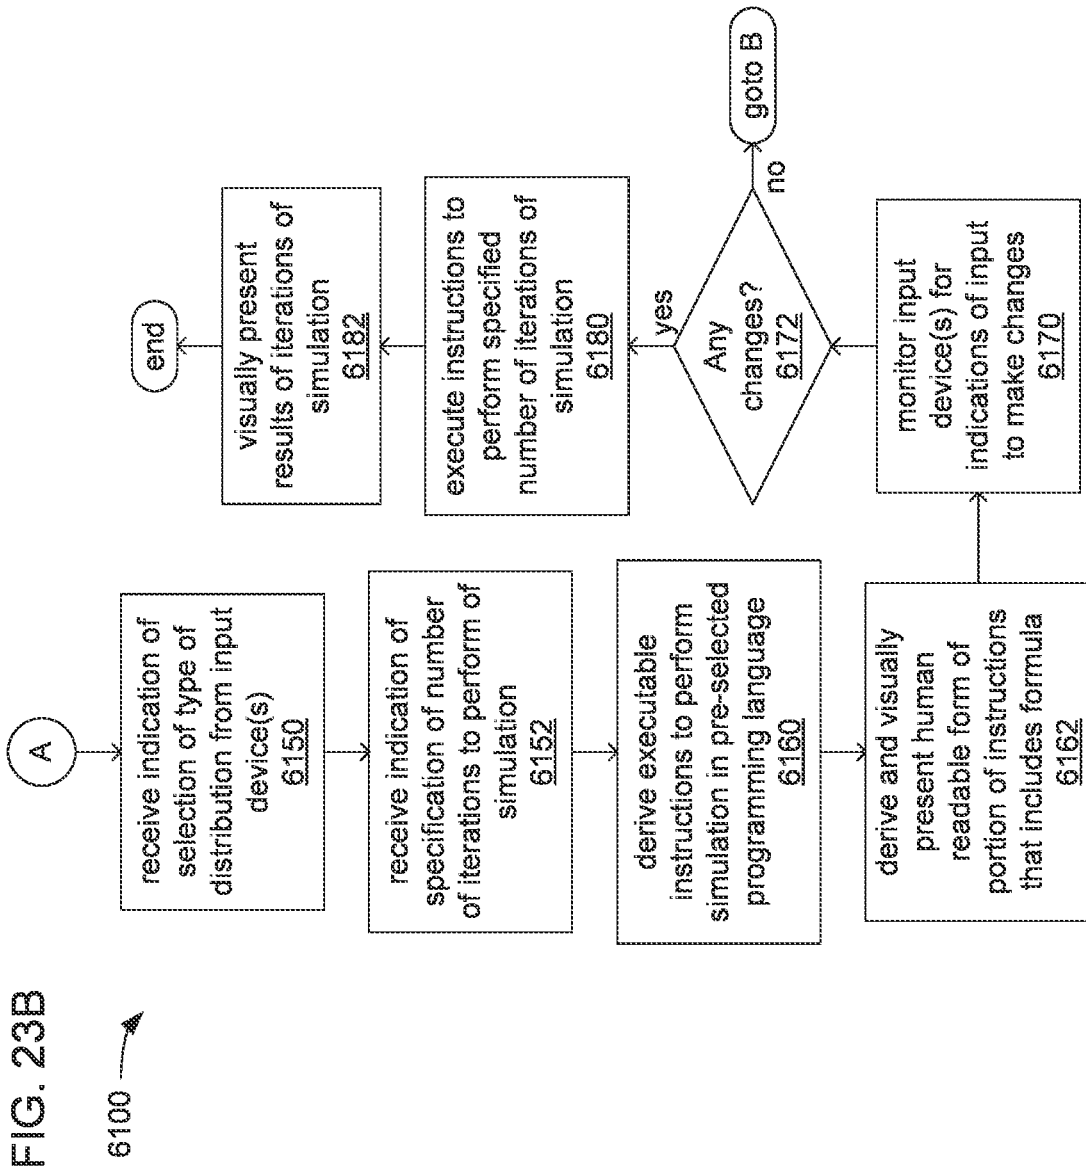 FIG. 23B
6100
A
receive indication of
selection of type of
distribution from input
device(s)
6150
receive indication of
specification of number
of iterations to perform of
simulation
6152
derive executable
instructions to perform
simulation in pre-selected
programming language
6160
derive and visually
present human
readable form of
portion of instructions
that includes formula
6162
monitor input
device(s) for
indications of input
to make changes
6170
Any
changes?
6172
no
goto B
yes
execute instructions to
perform specified
number of iterations of
simulation
6180
visually present
results of iterations of
simulation
6182
end